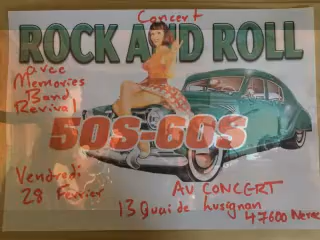 Concert
ROCK AND ROLL
avec
Memories
Band
Revival
50S-60S
Vendredi
28 Février
AU CONCERT
13 Quai de Lusignan
47600 Nerac